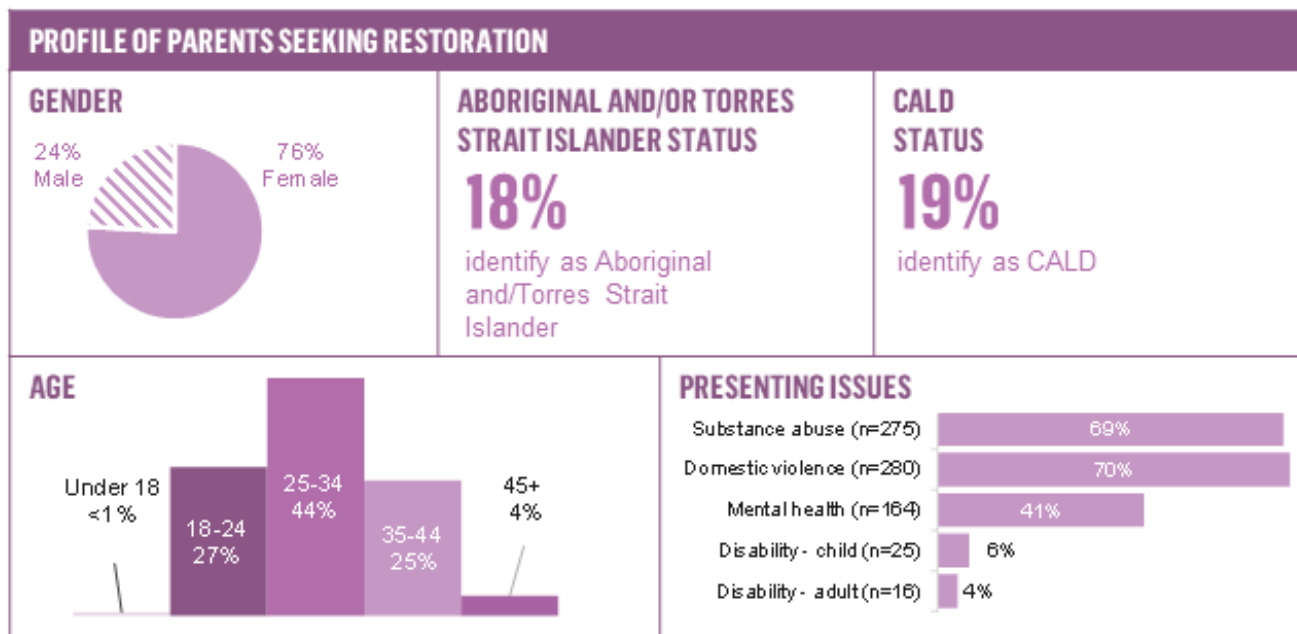 PROFILE OF PARENTS SEEKING RESTORATION
GENDER
24%
Male
76%
Female
ABORIGINAL AND/OR TORRES
STRAIT ISLANDER STATUS
18%
identify as Aboriginal
and/Torres Strait
Islander
CALD
STATUS
19%
identify as CALD
AGE
Under 18
<1%
18-24
27%
25-34
44%
35-44
25%
45+
4%
PRESENTING ISSUES
Substance abuse (n=275) 69%
Domestic violence (n=280) 70%
Mental health (n=164) 41%
Disability - child (n=25) 6%
Disability - adult (n=16) 4%